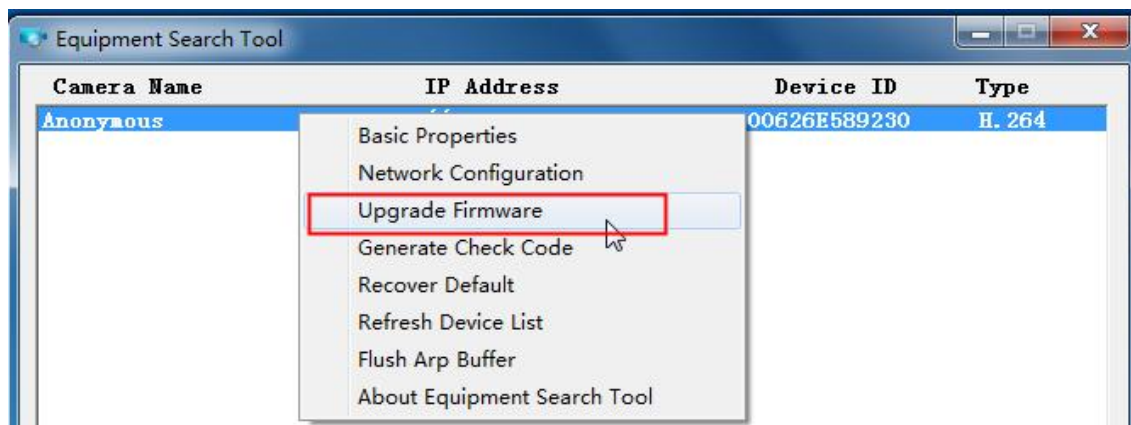 Equipment Search Tool
Camera Name IP Address Device ID Type
Anonymous 00626E589230 H.264
Basic Properties
Network Configuration
Upgrade Firmware
Generate Check Code
Recover Default
Refresh Device List
Flush Arp Buffer
About Equipment Search Tool